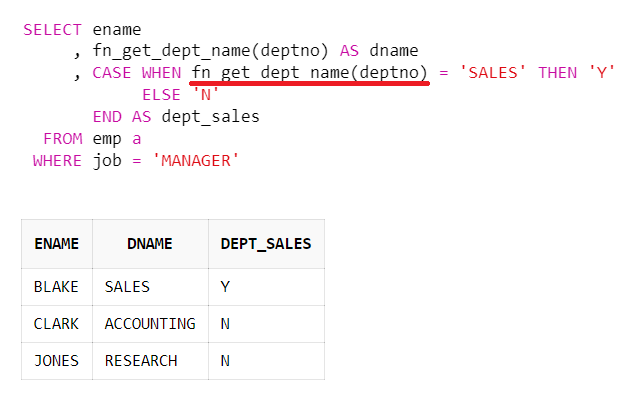 SELECT ename
, fn_get_dept_name(deptno) AS dname
, CASE WHEN fn_get_dept_name(deptno) = 'SALES' THEN 'Y'
ELSE 'N'
END AS dept_sales
FROM emp a
WHERE job = 'MANAGER'
ENAME DNAME DEPT_SALES
BLAKE SALES Y
CLARK ACCOUNTING N
JONES RESEARCH N